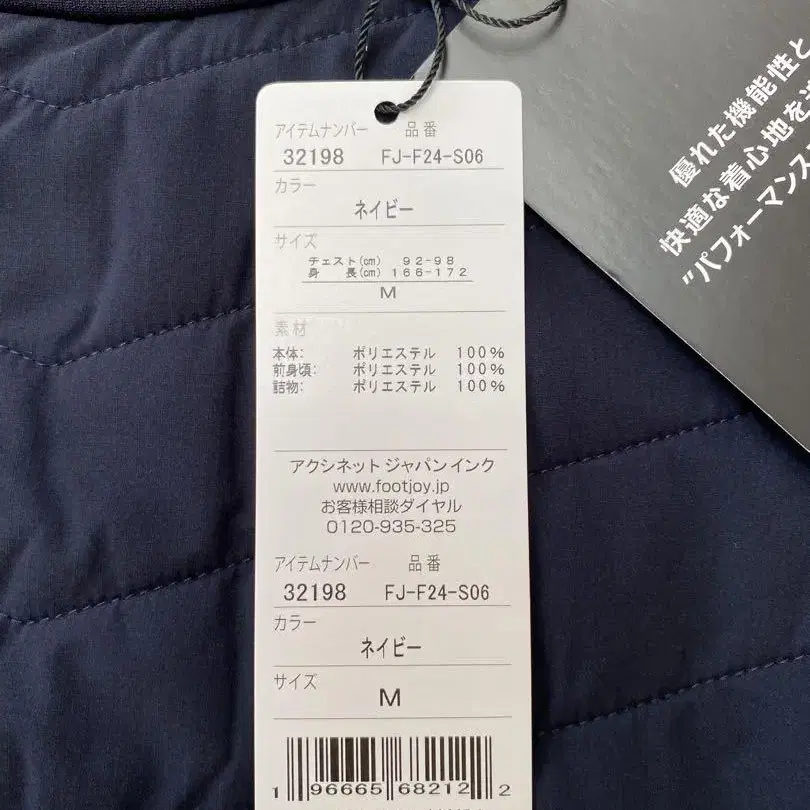 アイテムナンバー 品番
32198 FJ-F24-S06
カラー
ネイビー
サイズ
チェスト(cm) 92-98
身 長(cm) 166-172
M
素材
本体: ポリエステル 100%
前身頃: ポリエステル 100%
詰物: ポリエステル 100%
アクシネット ジャパン インク
www.footjoy.jp
お客様相談ダイヤル
0120-935-325
アイテムナンバー 品番
32198 FJ-F24-S06
カラー
ネイビー
サイズ
M
1 96665 68212 2
優れた機能性と
快適な着心地を
"パフォーマンス